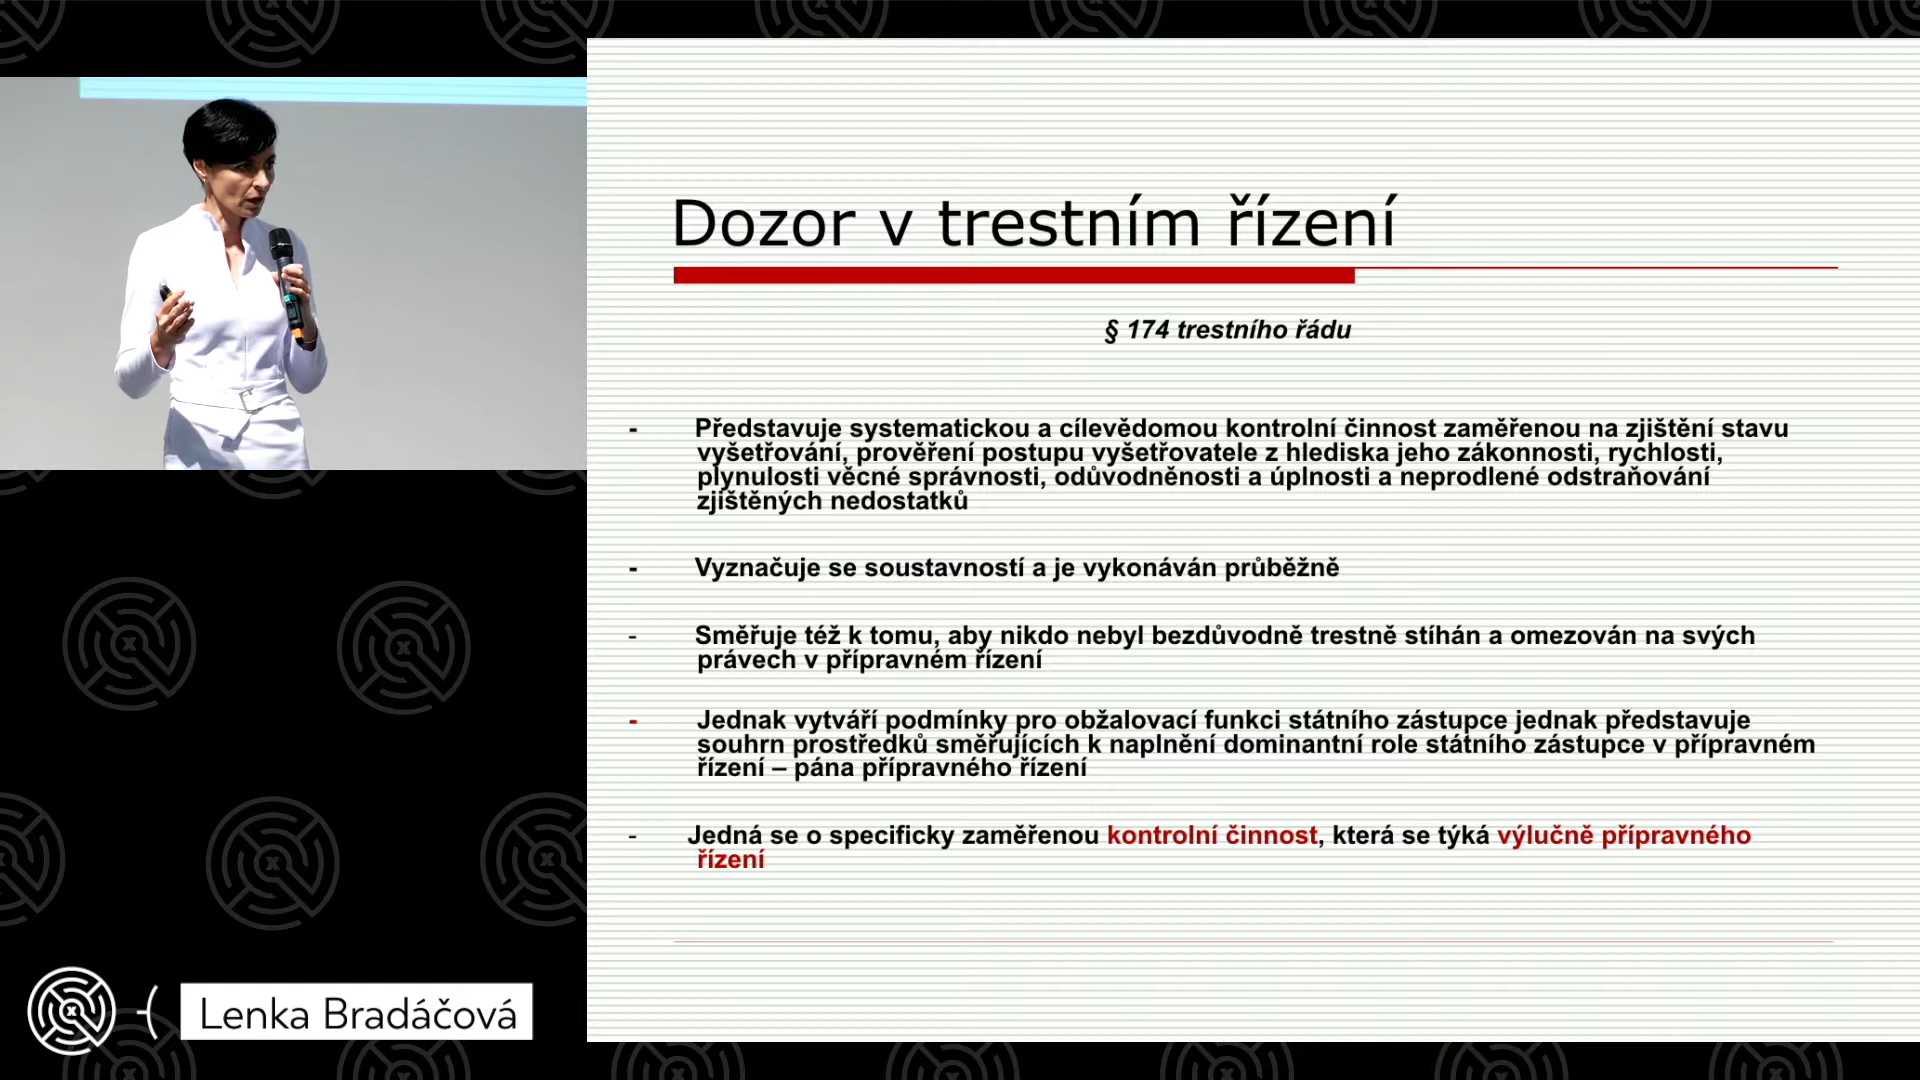 Dozor v trestním řízení
§ 174 trestního řádu
- Představuje systematickou a cílevědomou kontrolní činnost zaměřenou na zjištění stavu
vyšetřování, prověření postupu vyšetřovatele z hlediska jeho zákonnosti, rychlosti,
plynulosti věcné správnosti, odůvodněnosti a úplnosti a neprodlené odstraňování
zjištěných nedostatků
- Vyznačuje se soustavností a je vykonáván průběžně
- Směřuje též k tomu, aby nikdo nebyl bezdůvodně trestně stíhán a omezován na svých
právech v přípravném řízení
- Jednak vytváří podmínky pro obžalovací funkci státního zástupce jednak představuje
souhrn prostředků směřujících k naplnění dominantní role státního zástupce v přípravném
řízení – pána přípravného řízení
- Jedná se o specificky zaměřenou kontrolní činnost, která se týká výlučně přípravného
řízení
Lenka Bradáčová